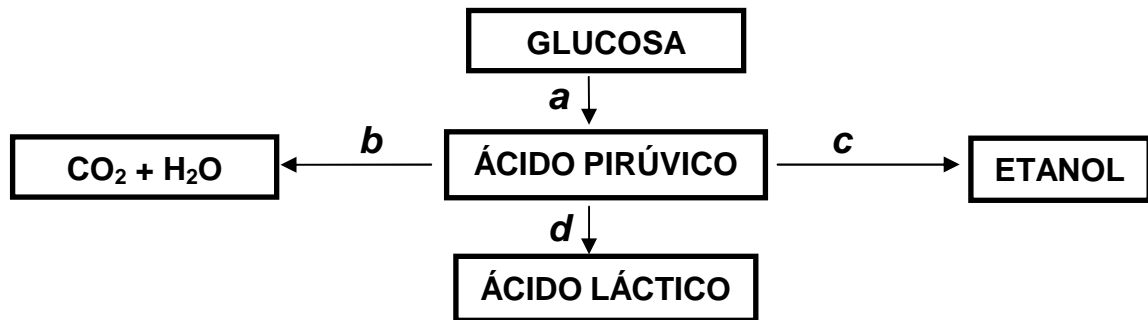 GLUCOSA
a
b
c
CO₂ + H₂O
ÁCIDO PIRÚVICO
ETANOL
d
ÁCIDO LÁCTICO